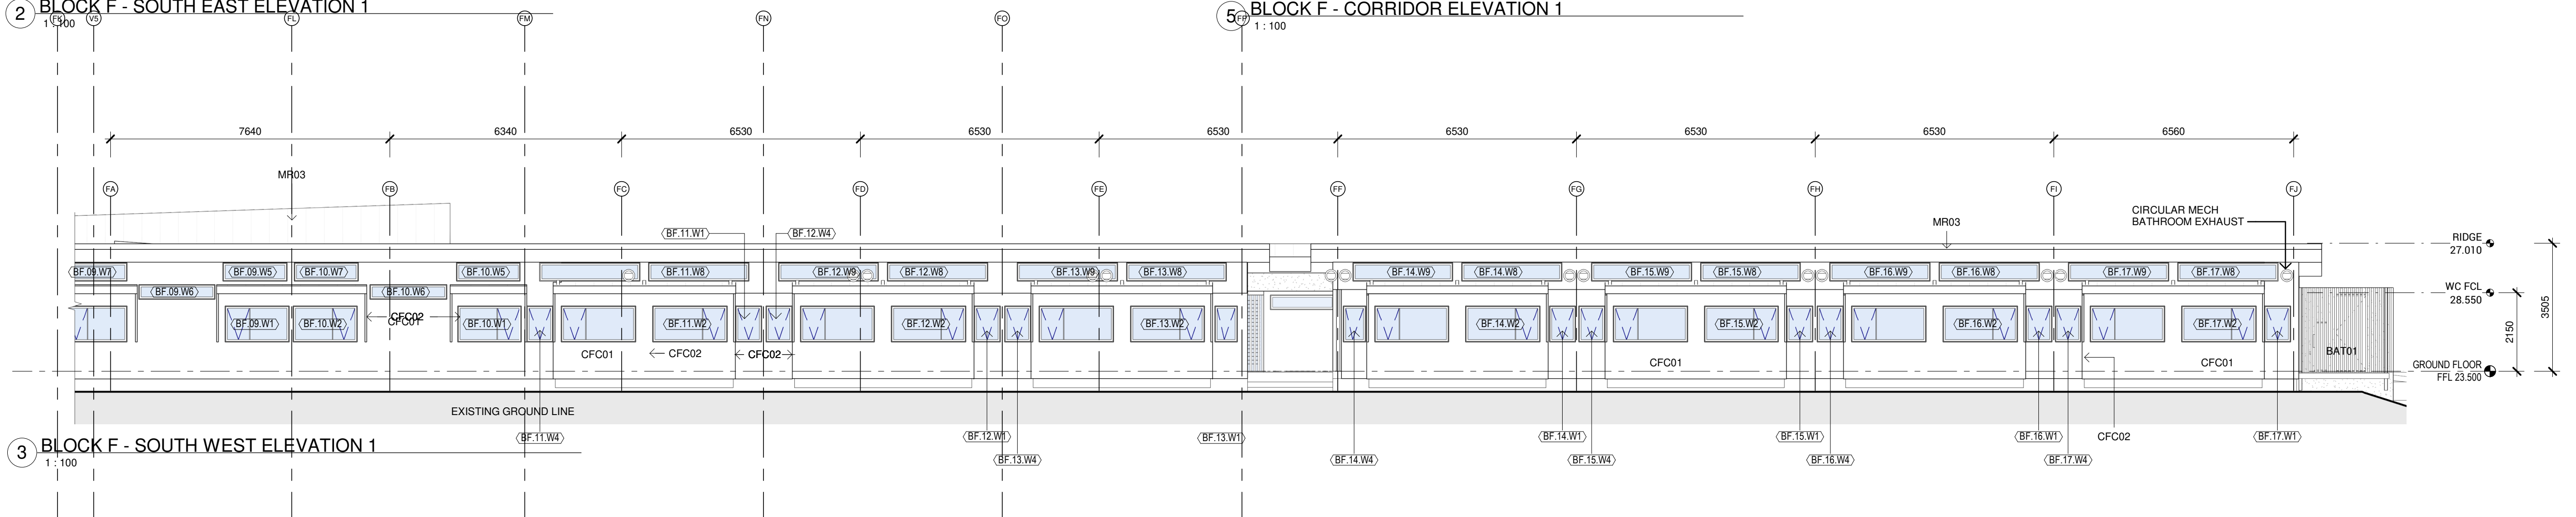 2 BLOCK F - SOUTH EAST ELEVATION 1
1 : 100
5 BLOCK F - CORRIDOR ELEVATION 1
1 : 100
FK V5 FL FM FN FO FP
7640 6340 6530 6530 6530 6530 6530 6530 6560
MR03
FA FB FC FD FE FF FG FH FI FJ
CIRCULAR MECH
BATHROOM EXHAUST
MR03
BF.11.W1 BF.12.W4
RIDGE
27.010
BF.09.W7 BF.09.W5 BF.10.W7 BF.10.W5 BF.11.W8 BF.12.W9 BF.12.W8 BF.13.W9 BF.13.W8 BF.14.W9 BF.14.W8 BF.15.W9 BF.15.W8 BF.16.W9 BF.16.W8 BF.17.W9 BF.17.W8
BF.09.W6 BF.10.W6
WC FCL
28.550
3505
2150
CFC02
CFC01
BF.09.W1 BF.10.W2 BF.10.W1 BF.11.W2 BF.12.W2 BF.13.W2 BF.14.W2 BF.15.W2 BF.16.W2 BF.17.W2
CFC01 CFC02 CFC02 CFC01 CFC01 BAT01
GROUND FLOOR
FFL 23.500
EXISTING GROUND LINE
BF.11.W4 BF.12.W1 BF.13.W1 BF.14.W1 BF.15.W1 BF.16.W1 CFC02 BF.17.W1
BF.13.W4 BF.14.W4 BF.15.W4 BF.16.W4 BF.17.W4
3 BLOCK F - SOUTH WEST ELEVATION 1
1 : 100